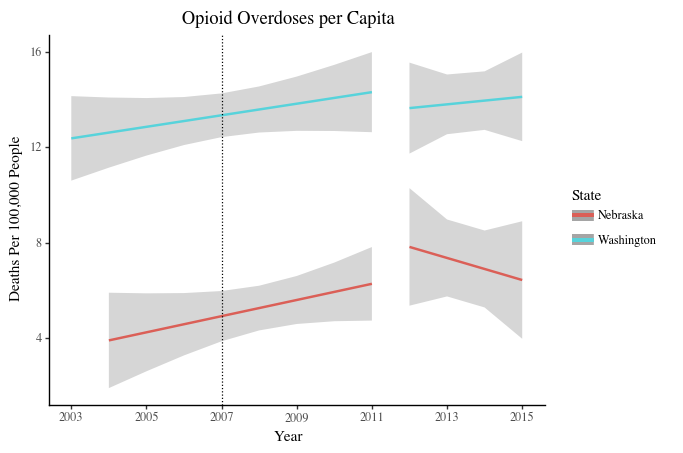 Opioid Overdoses per Capita
16
12
8
4
Deaths Per 100,000 People
2003 2005 2007 2009 2011 2013 2015
Year
State
Nebraska
Washington